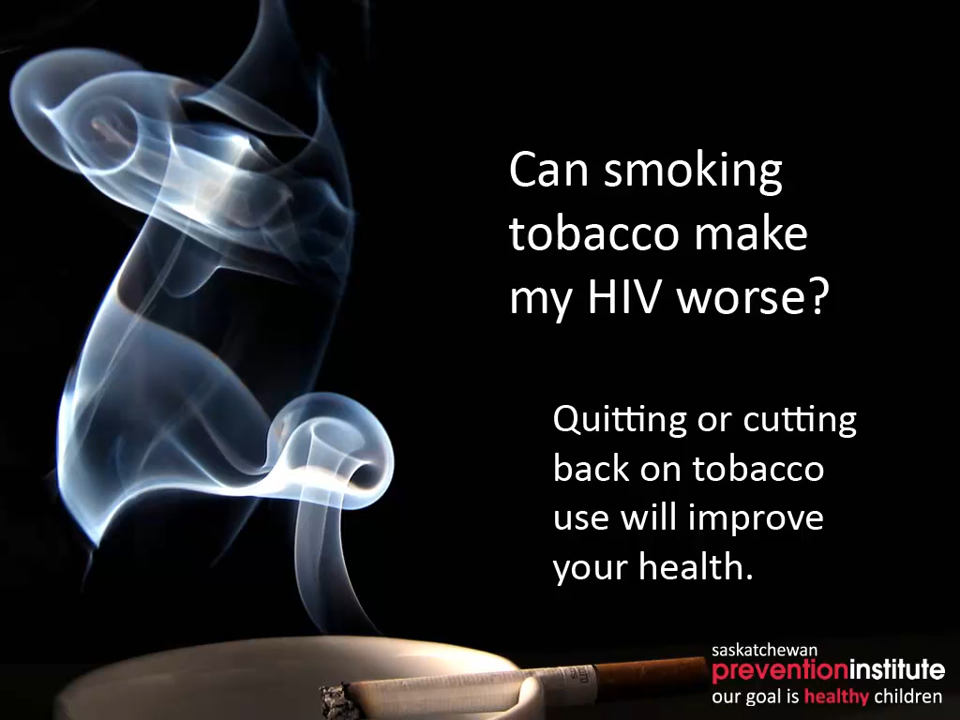 Can smoking
tobacco make
my HIV worse?
Quitting or cutting
back on tobacco
use will improve
your health.
saskatchewan
preventioninstitute
our goal is healthy children